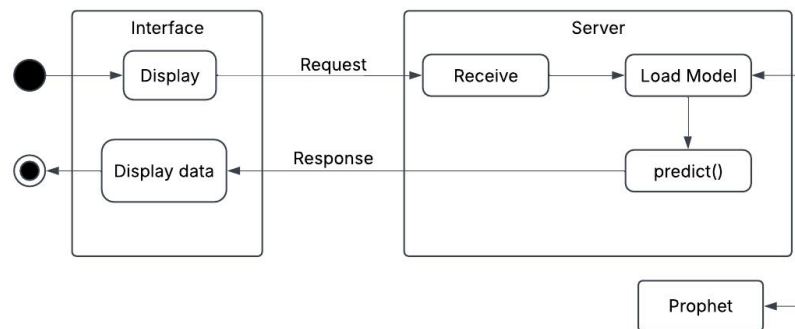 Interface
Server
Display
Request
Receive
Load Model
Display data
Response
predict()
Prophet